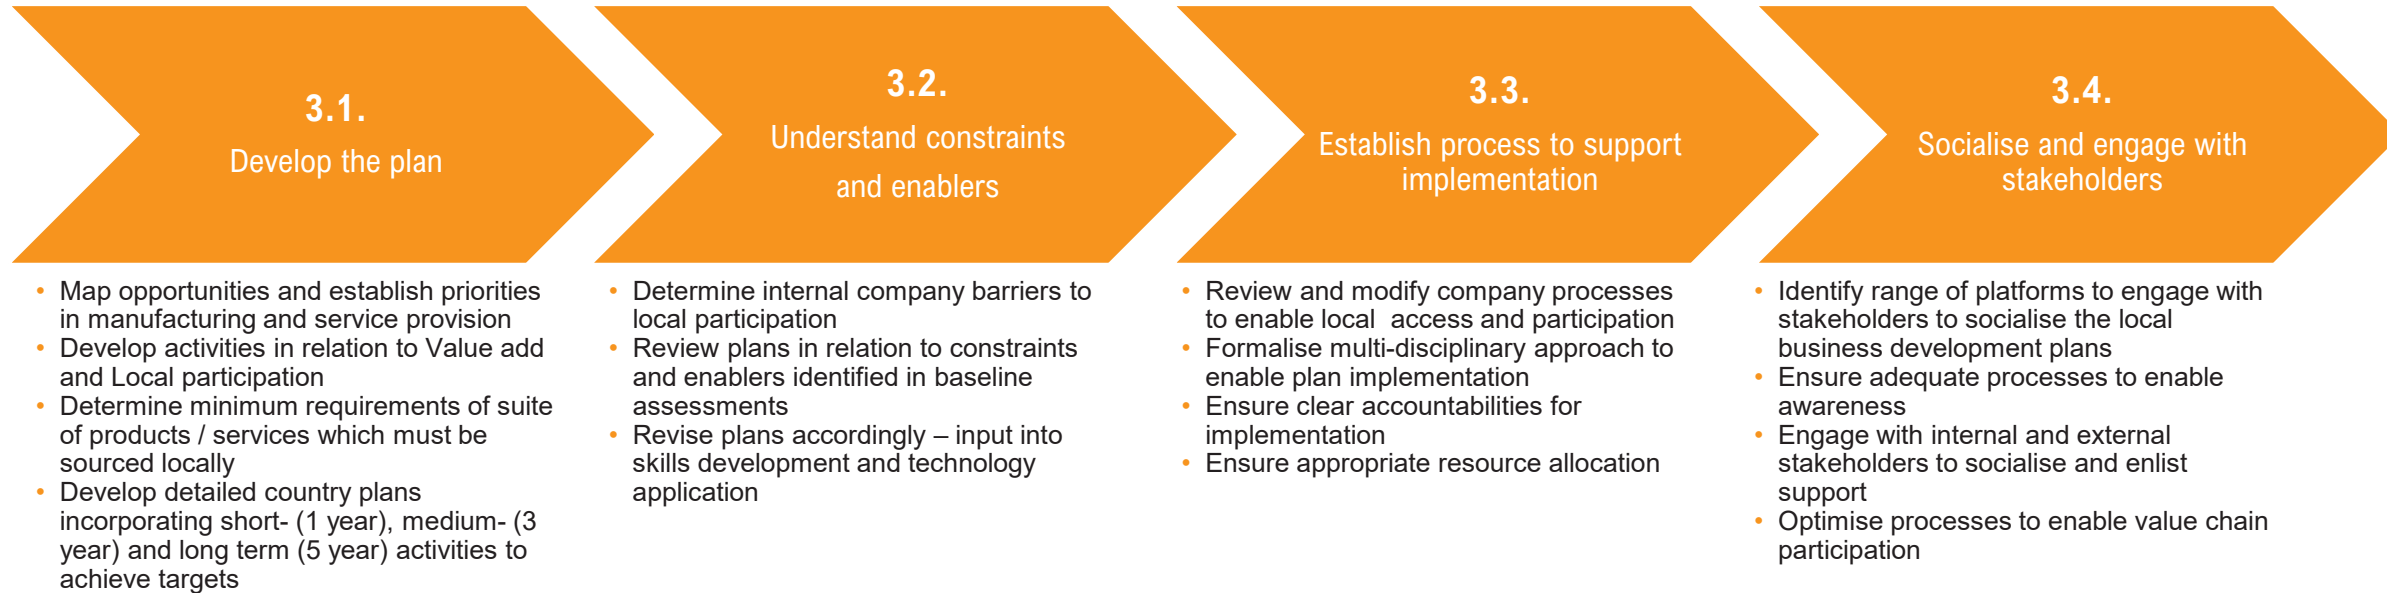 3.1.
Develop the plan
• Map opportunities and establish priorities
in manufacturing and service provision
• Develop activities in relation to Value add
and Local participation
• Determine minimum requirements of suite
of products / services which must be
sourced locally
• Develop detailed country plans
incorporating short- (1 year), medium- (3
year) and long term (5 year) activities to
achieve targets
3.2.
Understand constraints
and enablers
• Determine internal company barriers to
local participation
• Review plans in relation to constraints
and enablers identified in baseline
assessments
• Revise plans accordingly – input into
skills development and technology
application
3.3.
Establish process to support
implementation
• Review and modify company processes
to enable local  access and participation
• Formalise multi-disciplinary approach to
enable plan implementation
• Ensure clear accountabilities for
implementation
• Ensure appropriate resource allocation
3.4.
Socialise and engage with
stakeholders
• Identify range of platforms to engage with
stakeholders to socialise the local
business development plans
• Ensure adequate processes to enable
awareness
• Engage with internal and external
stakeholders to socialise and enlist
support
• Optimise processes to enable value chain
participation